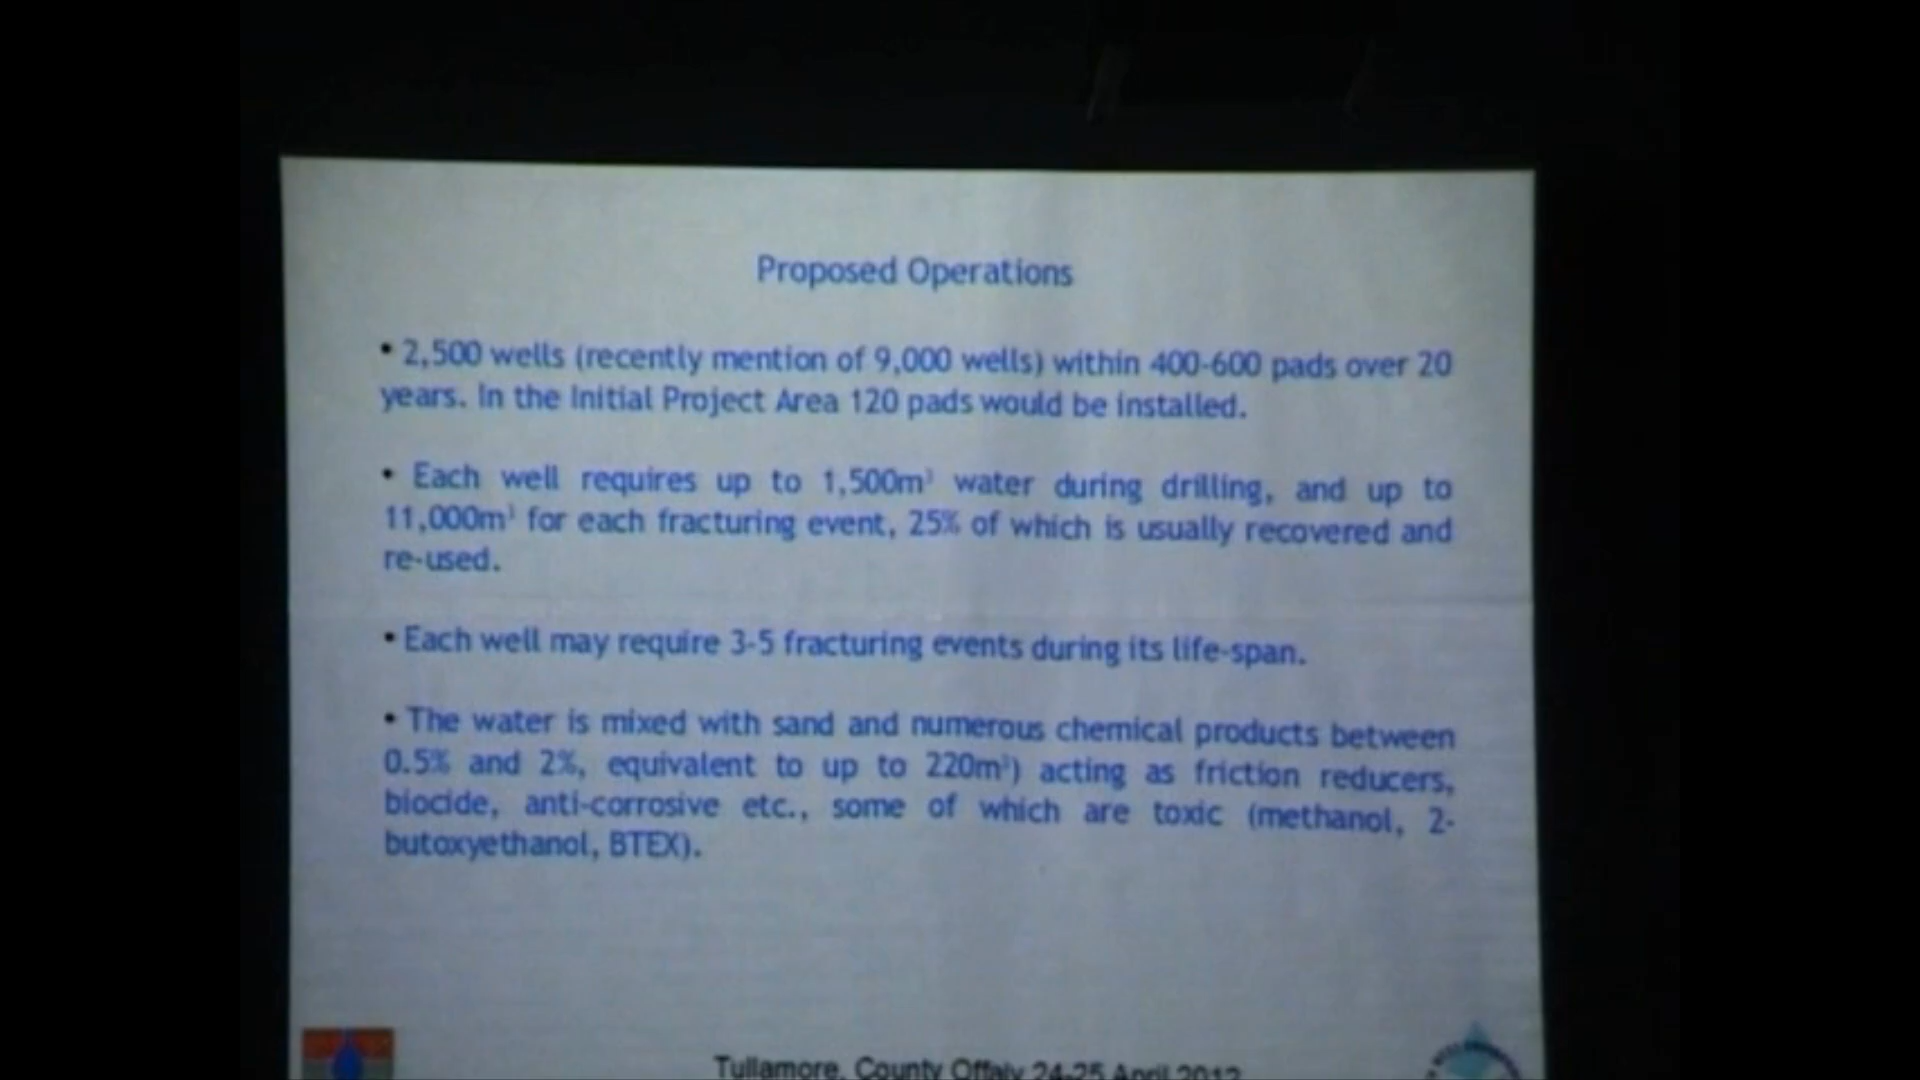 Proposed Operations
• 2,500 wells (recently mention of 9,000 wells) within 400-600 pads over 20
years. In the Initial Project Area 120 pads would be installed.
• Each well requires up to 1,500m³ water during drilling, and up to
11,000m³ for each fracturing event, 25% of which is usually recovered and
re-used.
• Each well may require 3-5 fracturing events during its life-span.
• The water is mixed with sand and numerous chemical products between
0.5% and 2%, equivalent to up to 220m³) acting as friction reducers,
biocide, anti-corrosive etc., some of which are toxic (methanol, 2-
butoxyethanol, BTEX).
Tullamore, County Offaly 24-25 April 2012